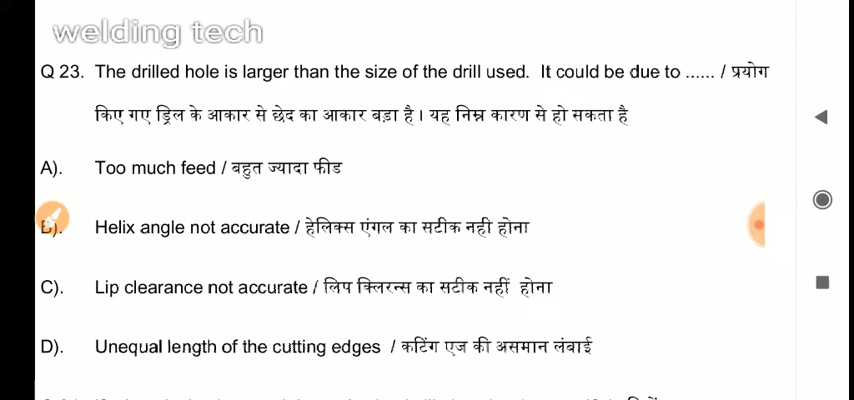 welding tech
Q 23. The drilled hole is larger than the size of the drill used. It could be due to ...... / प्रयोग
किए गए ड्रिल के आकार से छेद का आकार बड़ा है। यह निम्न कारण से हो सकता है
A). Too much feed / बहुत ज्यादा फीड
B). Helix angle not accurate / हेलिक्स एंगल का सटीक नही होना
C). Lip clearance not accurate / लिप क्लिरन्स का सटीक नहीं होना
D). Unequal length of the cutting edges / कटिंग एज की असमान लंबाई